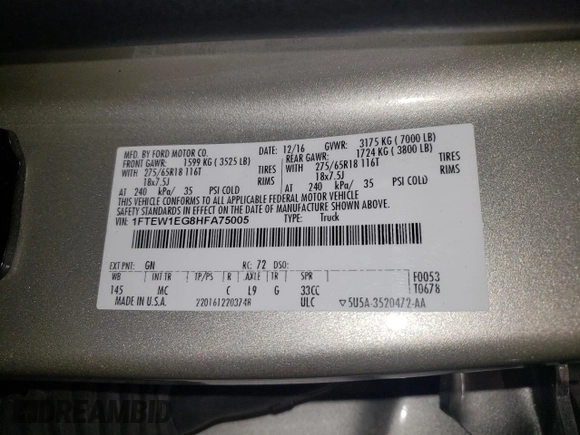 MFD. BY FORD MOTOR CO. DATE: 12/16 GVWR: 3175 KG ( 7000 LB)
FRONT GAWR: 1599 KG ( 3525 LB) REAR GAWR: 1724 KG ( 3800 LB)
WITH 275/65R18 116T TIRES WITH 275/65R18 116T TIRES
18x7.5J RIMS 18x7.5J RIMS
AT 240 kPa/ 35 PSI COLD AT 240 kPa/ 35 PSI COLD
THIS VEHICLE CONFORMS TO ALL APPLICABLE FEDERAL MOTOR VEHICLE
SAFETY STANDARDS IN EFFECT ON THE DATE OF MANUFACTURE SHOWN ABOVE.
VIN: 1FTEW1EG8HFA75005 TYPE: Truck
EXT PNT: GN RC: 72 DSO: F0053
WB INT TR TP/PS R AXLE TR SPR T0678
145 MC C L9 G 33CC
MADE IN U.S.A. 22016122037 48 ULC ▽5U5A-3520472-AA
DREAMBID